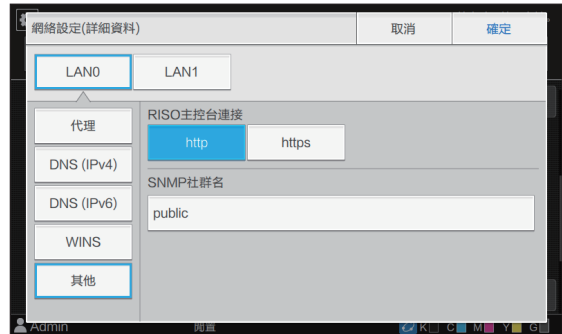 網絡設定(詳細資料)
取消
確定
LAN0
LAN1
代理
DNS (IPv4)
DNS (IPv6)
WINS
其他
RISO主控台連接
http
https
SNMP社群名
public
Admin
閒置
K
C
M
Y
G